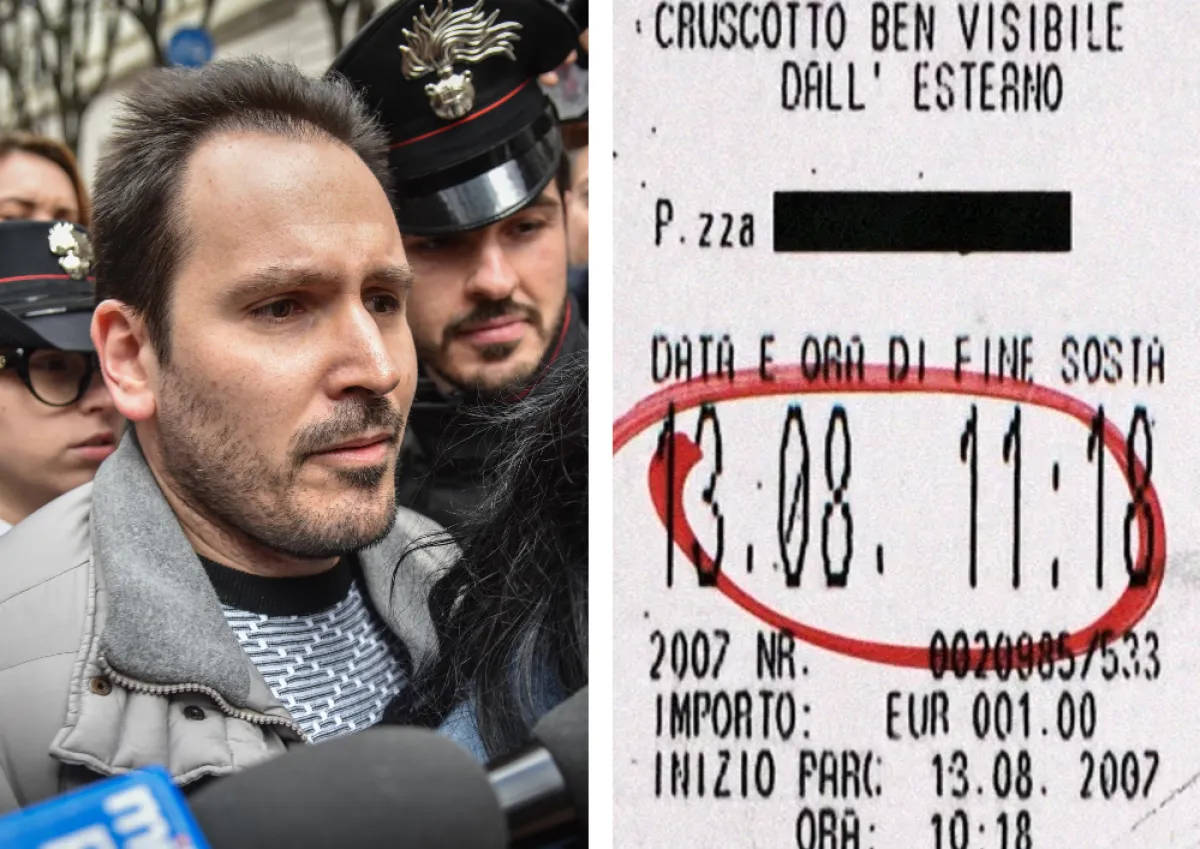 CRUSCOTTO BEN VISIBILE
DALL' ESTERNO
P.zza
DATA E ORA DI FINE SOSTA
13.08. 11:18
2007 NR. 0020985/533
IMPORTO: EUR 001.00
INIZIO PARC 13.08. 2007
ORA: 10:18